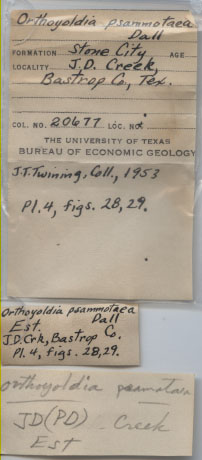 Orthoyoldia psammotaea
Dall
FORMATION Stone City AGE
LOCALITY J.D. Creek,
Bastrop Co., Tex.
COL. NO. 20677 LOC. NO.
THE UNIVERSITY OF TEXAS
BUREAU OF ECONOMIC GEOLOGY
J.T. Twining, Coll., 1953
Pl. 4, figs. 28, 29.
Orthoyoldia psammotaea
Dall
Est.
J.D. Crk, Bastrop Co.
Pl. 4, figs. 28, 29.
Orthoyoldia psammotaea
JD (PD) Creek
Est